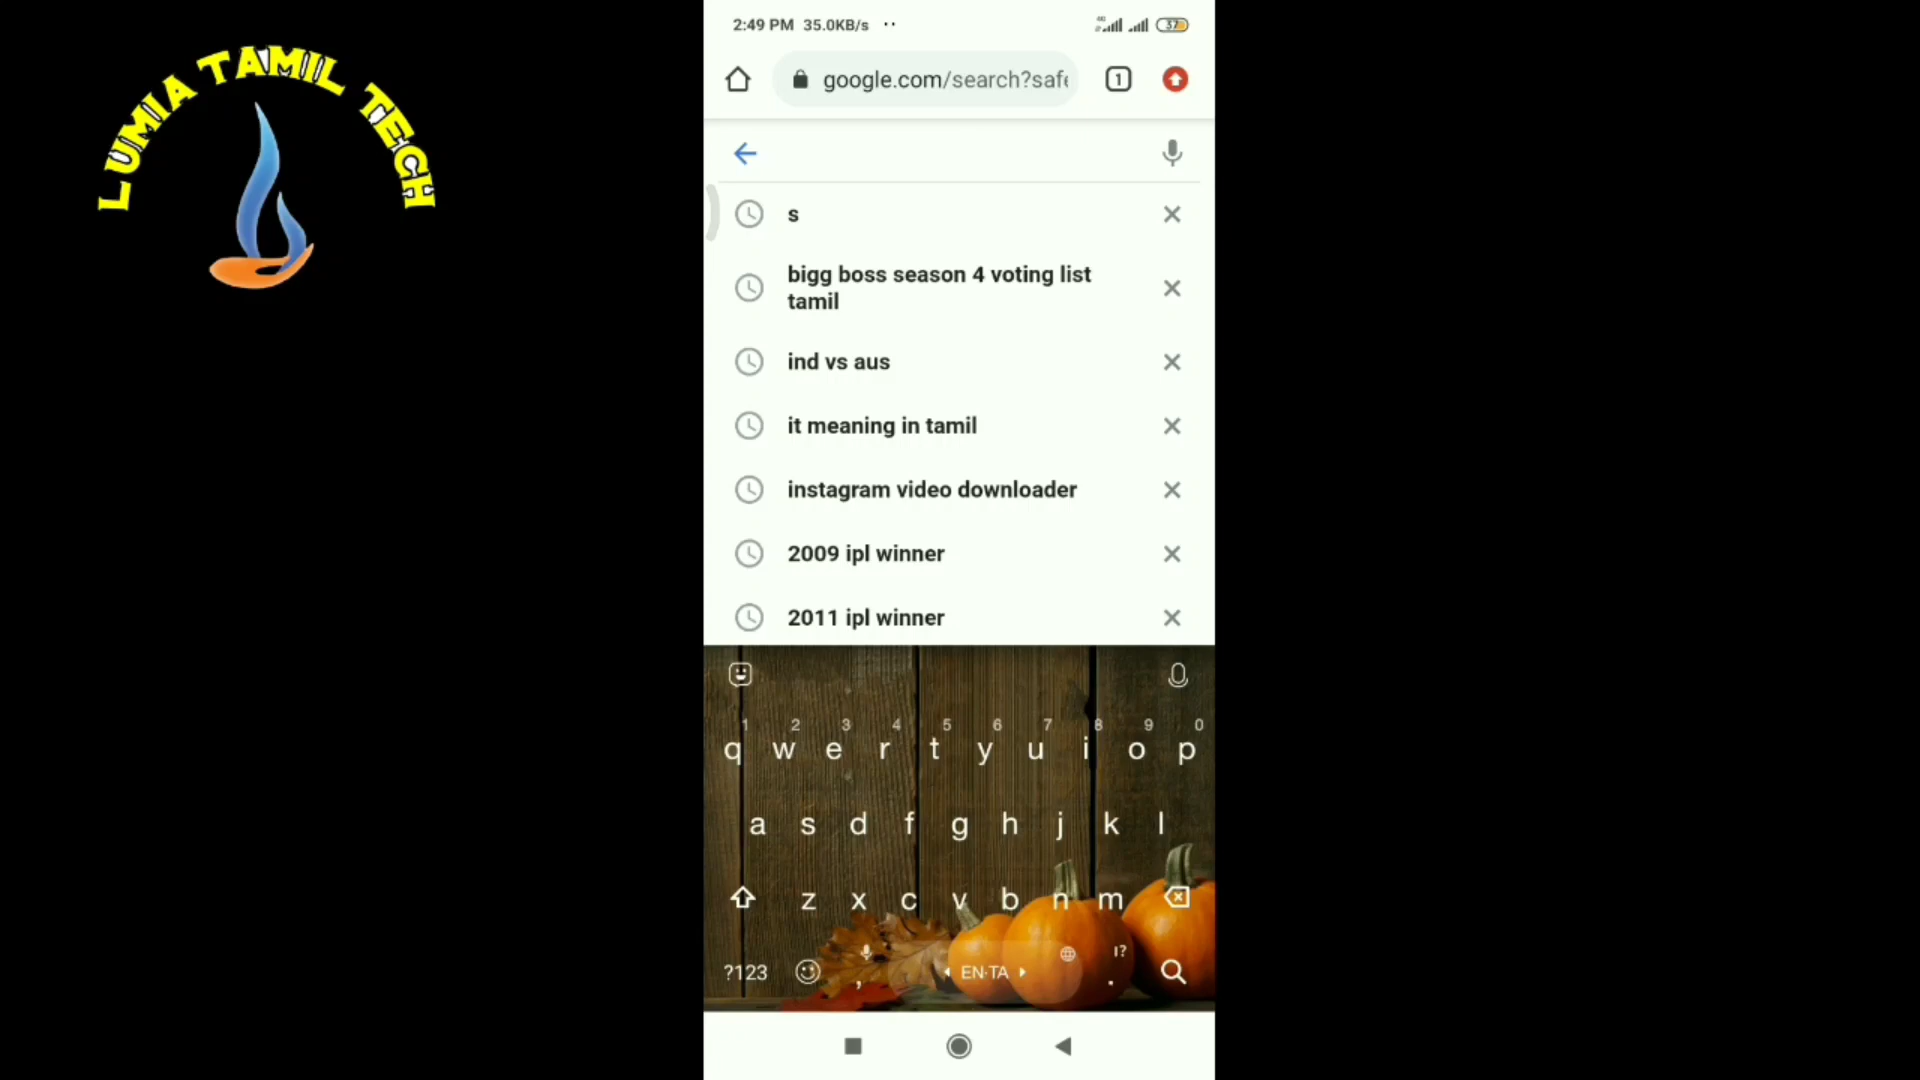 LUMIA TAMIL TECH
2:49 PM 35.0KB/s ··
4G
37
google.com/search?safe
1
s
bigg boss season 4 voting list
tamil
ind vs aus
it meaning in tamil
instagram video downloader
2009 ipl winner
2011 ipl winner
1 2 3 4 5 6 7 8 9 0
q w e r t y u i o p
a s d f g h j k l
z x c v b n m
!?
?123 , EN·TA .